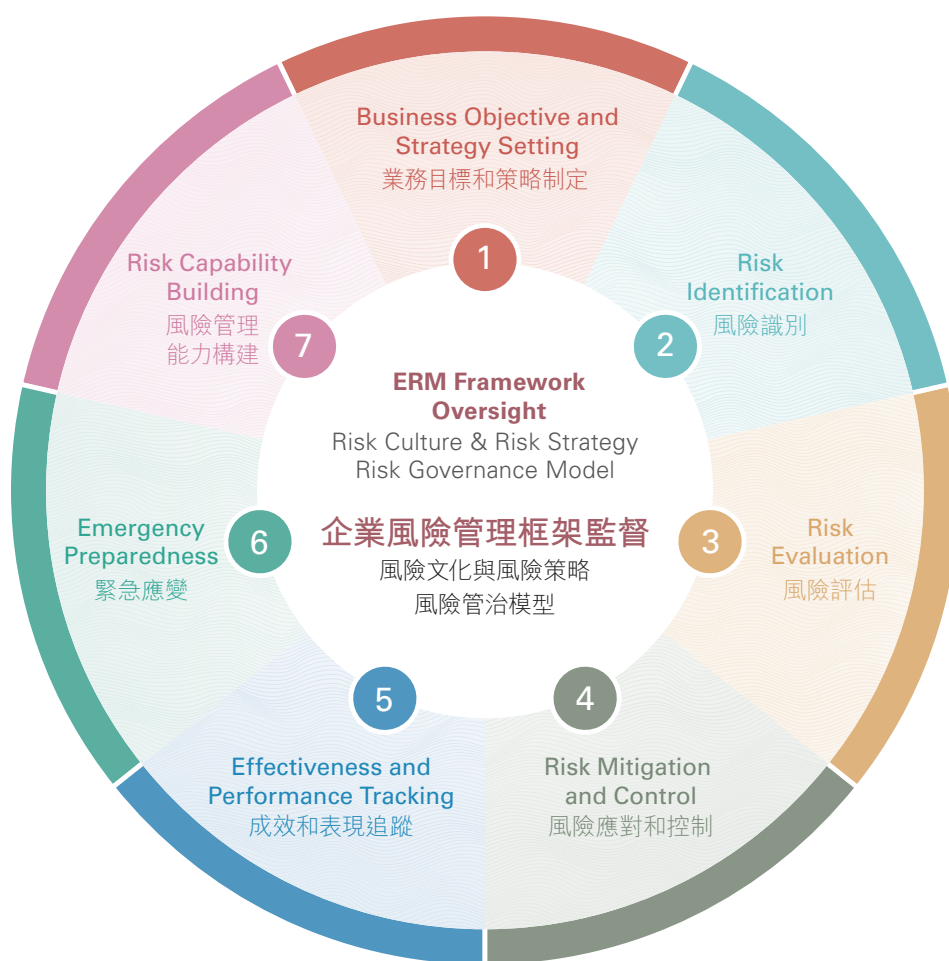 Business Objective and
Strategy Setting
業務目標和策略制定
1
Risk
Identification
風險識別
2
Risk
Evaluation
風險評估
3
Risk Mitigation
and Control
風險應對和控制
4
Effectiveness and
Performance Tracking
成效和表現追蹤
5
Emergency
Preparedness
緊急應變
6
Risk Capability
Building
風險管理
能力構建
7
ERM Framework
Oversight
Risk Culture & Risk Strategy
Risk Governance Model
企業風險管理框架監督
風險文化與風險策略
風險管治模型